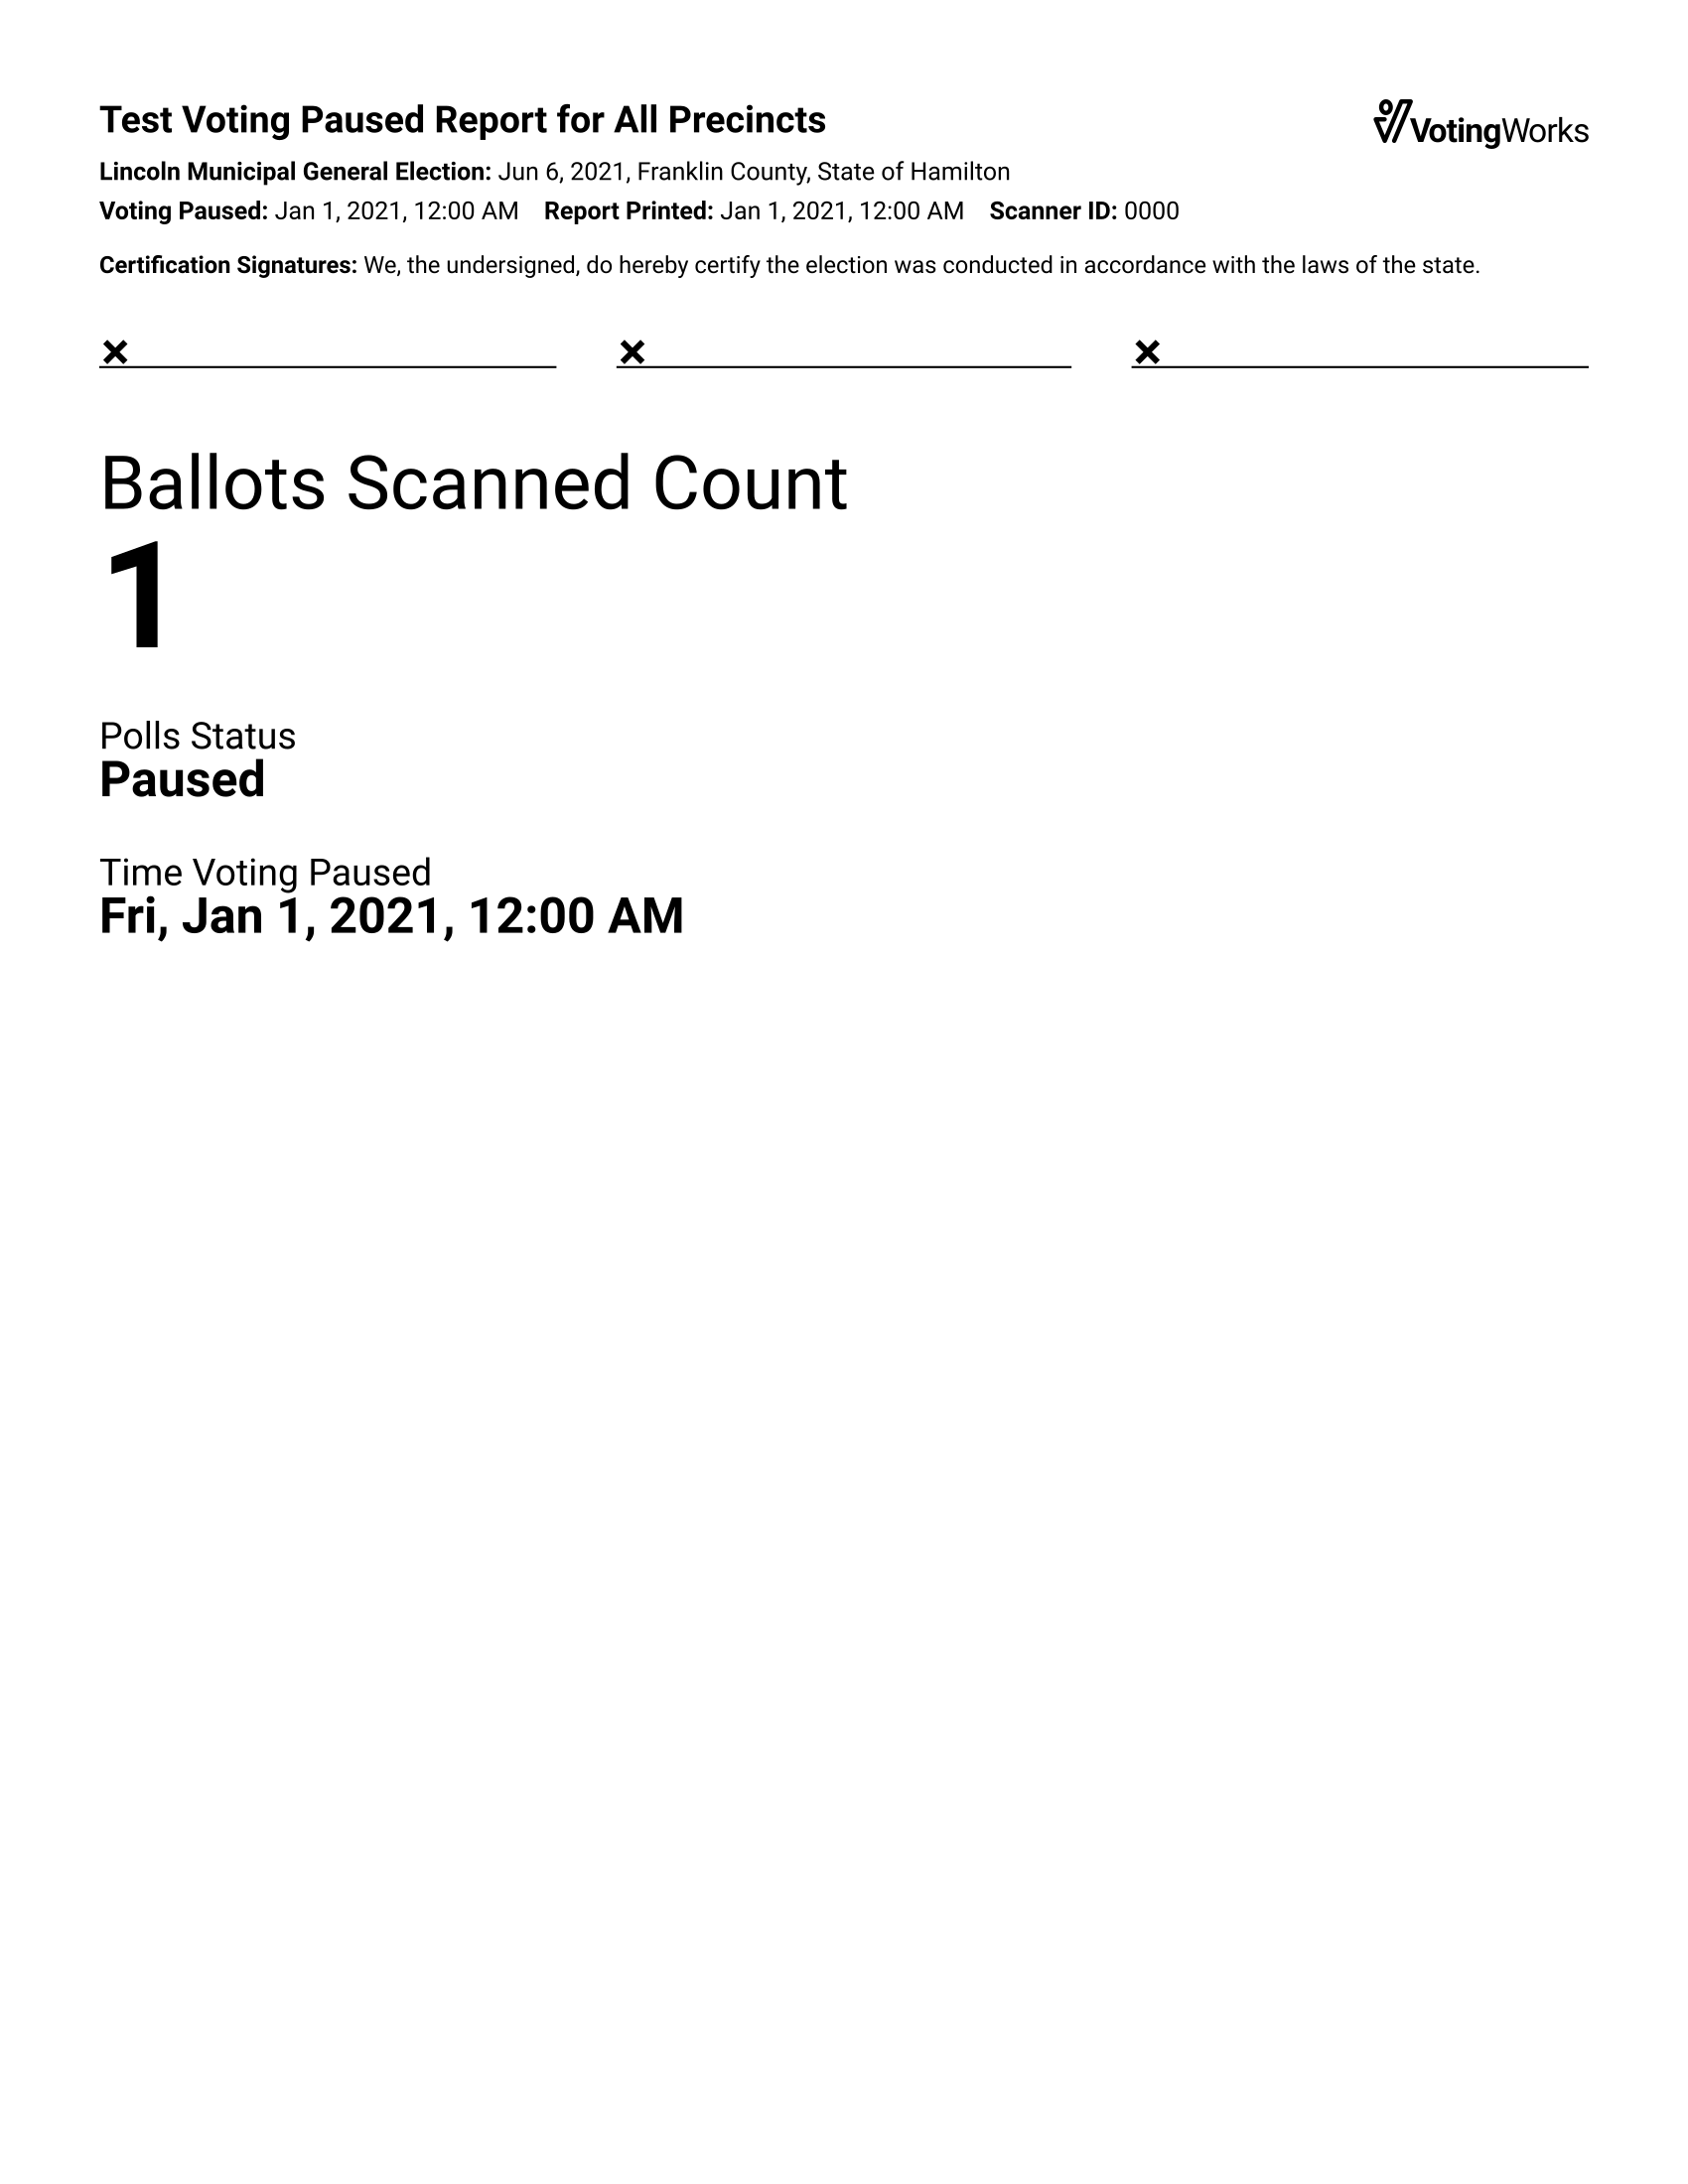 Test Voting Paused Report for All Precincts
VotingWorks
Lincoln Municipal General Election: Jun 6, 2021, Franklin County, State of Hamilton
Voting Paused: Jan 1, 2021, 12:00 AM Report Printed: Jan 1, 2021, 12:00 AM Scanner ID: 0000
Certification Signatures: We, the undersigned, do hereby certify the election was conducted in accordance with the laws of the state.
× × ×
Ballots Scanned Count
1
Polls Status
Paused
Time Voting Paused
Fri, Jan 1, 2021, 12:00 AM